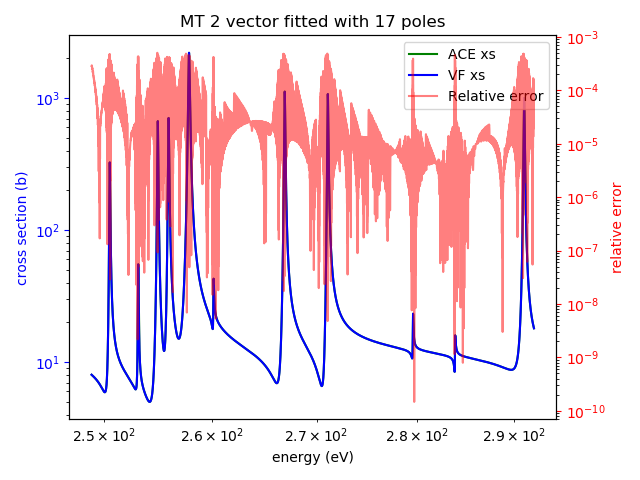 MT 2 vector fitted with 17 poles
ACE xs
VF xs
Relative error
cross section (b)
10³
10²
10¹
relative error
10⁻³
10⁻⁴
10⁻⁵
10⁻⁶
10⁻⁷
10⁻⁸
10⁻⁹
10⁻¹⁰
2.5 × 10² 2.6 × 10² 2.7 × 10² 2.8 × 10² 2.9 × 10²
energy (eV)